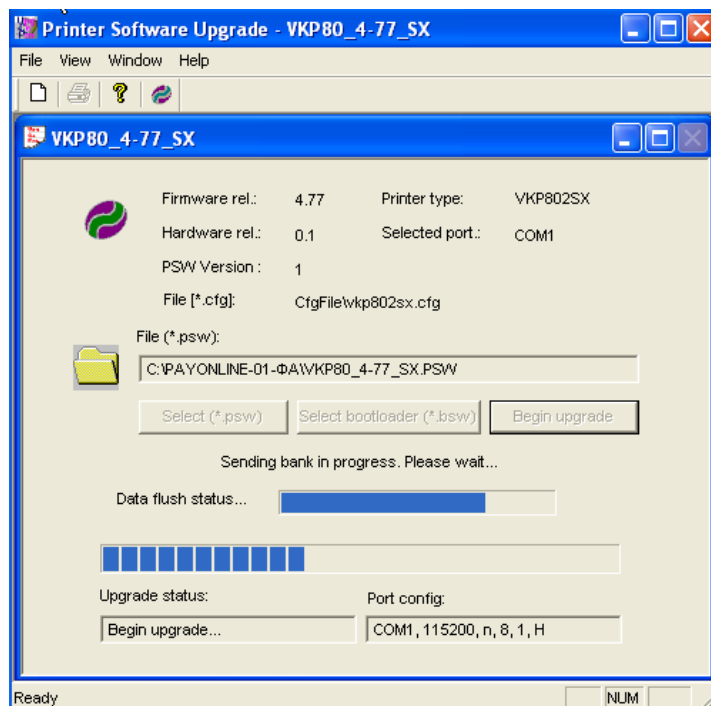 Printer Software Upgrade - VKP80_4-77_SX
File View Window Help
VKP80_4-77_SX
Firmware rel.: 4.77 Printer type: VKP802SX
Hardware rel.: 0.1 Selected port.: COM1
PSW Version : 1
File [*.cfg]: CfgFile\vkp802sx.cfg
File (*.psw):
C:\PAYONLINE-01-ФА\VKP80_4-77_SX.PSW
Select (*.psw) Select bootloader (*.bsw) Begin upgrade
Sending bank in progress. Please wait...
Data flush status...
Upgrade status: Port config:
Begin upgrade... COM1, 115200, n, 8, 1, H
Ready NUM